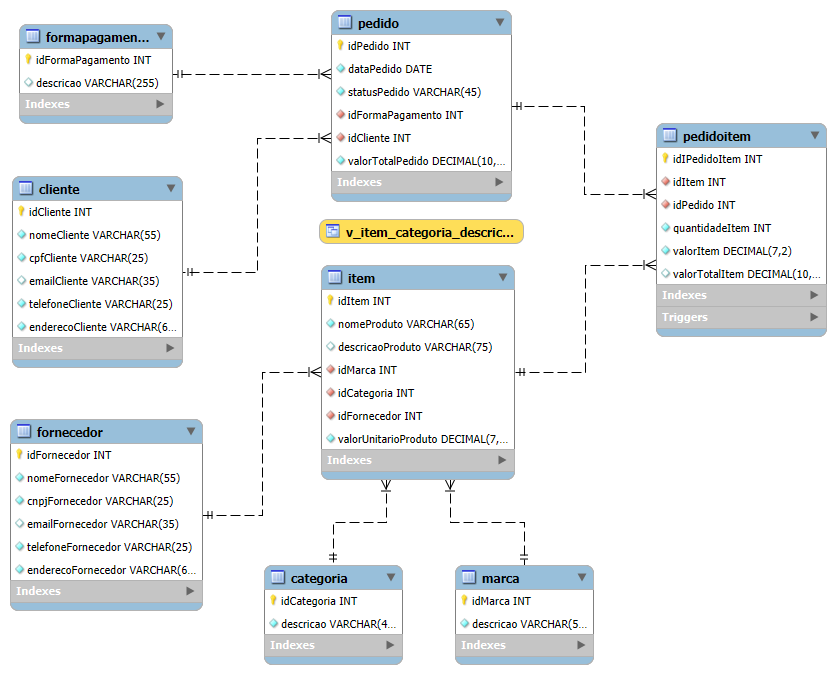 formapagamen...
idFormaPagamento INT
descricao VARCHAR(255)
Indexes
pedido
idPedido INT
dataPedido DATE
statusPedido VARCHAR(45)
idFormaPagamento INT
idCliente INT
valorTotalPedido DECIMAL(10,...
Indexes
pedidoitem
idIPedidoItem INT
idItem INT
idPedido INT
quantidadeItem INT
valorItem DECIMAL(7,2)
valorTotalItem DECIMAL(10,...
Indexes
Triggers
cliente
idCliente INT
nomeCliente VARCHAR(55)
cpfCliente VARCHAR(25)
emailCliente VARCHAR(35)
telefoneCliente VARCHAR(25)
enderecoCliente VARCHAR(6...
Indexes
v_item_categoria_descric...
item
idItem INT
nomeProduto VARCHAR(65)
descricaoProduto VARCHAR(75)
idMarca INT
idCategoria INT
idFornecedor INT
valorUnitarioProduto DECIMAL(7,...
Indexes
fornecedor
idFornecedor INT
nomeFornecedor VARCHAR(55)
cnpjFornecedor VARCHAR(25)
emailFornecedor VARCHAR(35)
telefoneFornecedor VARCHAR(25)
enderecoFornecedor VARCHAR(6...
Indexes
categoria
idCategoria INT
descricao VARCHAR(4...
Indexes
marca
idMarca INT
descricao VARCHAR(5...
Indexes